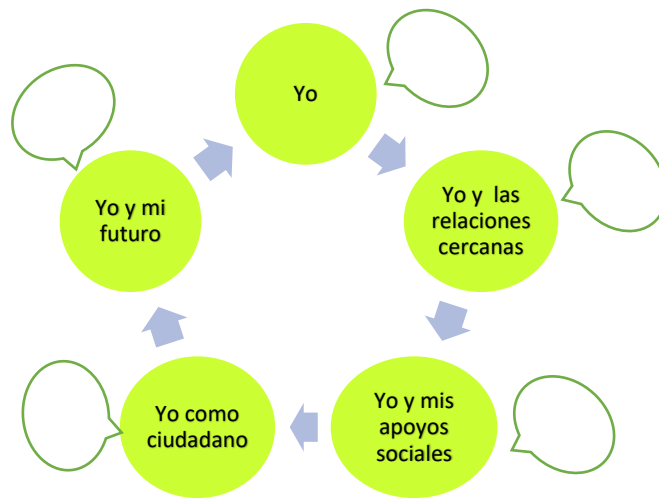 Yo
Yo y las
relaciones
cercanas
Yo y mis
apoyos
sociales
Yo como
ciudadano
Yo y mi
futuro